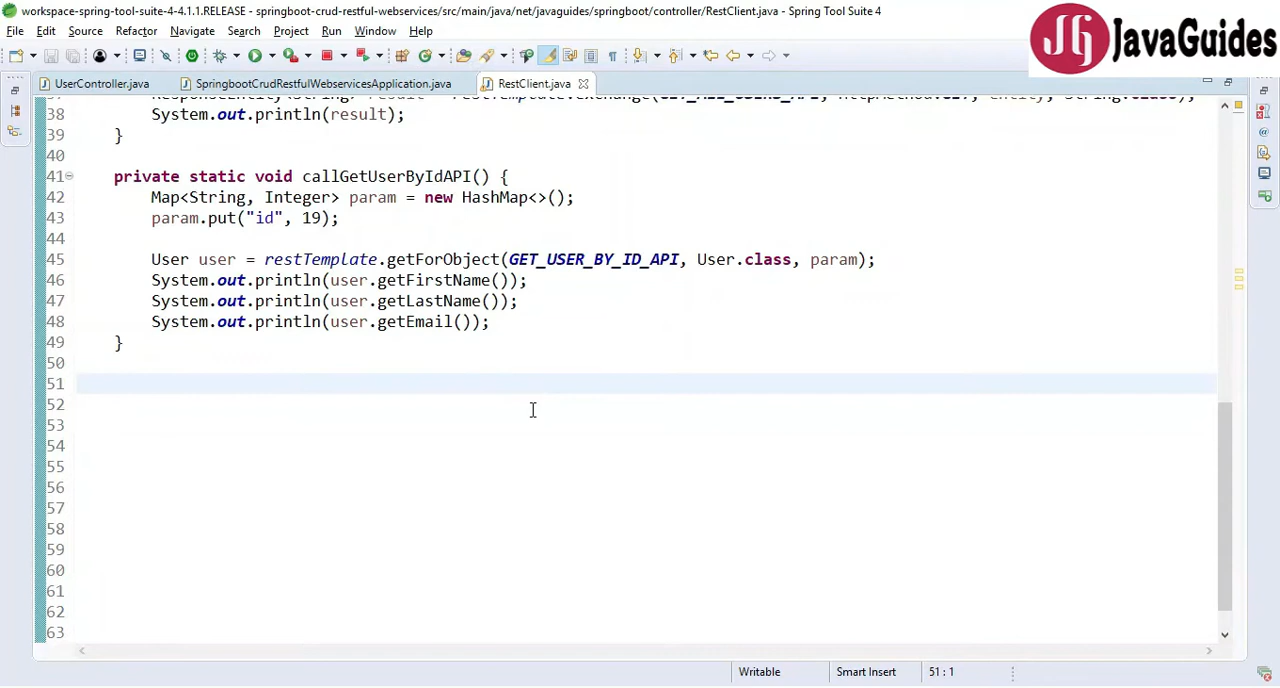 workspace-spring-tool-suite-4-4.1.1.RELEASE - springboot-crud-restful-webservices/src/main/java/net/javaguides/springboot/controller/RestClient.java - Spring Tool Suite 4
File Edit Source Refactor Navigate Search Project Run Window Help
JavaGuides
UserController.java SpringbootCrudRestfulWebservicesApplication.java RestClient.java
38 System.out.println(result);
39 }
40
41 private static void callGetUserByIdAPI() {
42 Map<String, Integer> param = new HashMap<>();
43 param.put("id", 19);
44
45 User user = restTemplate.getForObject(GET_USER_BY_ID_API, User.class, param);
46 System.out.println(user.getFirstName());
47 System.out.println(user.getLastName());
48 System.out.println(user.getEmail());
49 }
50
51
52
53
54
55
56
57
58
59
60
61
62
63
Writable Smart Insert 51 : 1